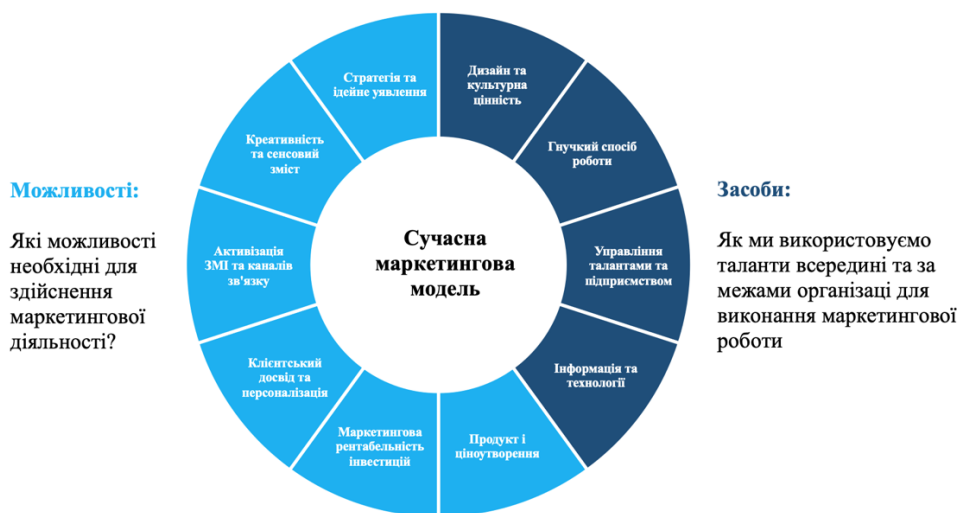 Стратегія та
ідейне уявлення
Дизайн та
культурна
цінність
Креативність
та сенсовий
зміст
Гнучкий спосіб
роботи
Можливості:
Які можливості
необхідні для
здійснення
маркетингової
діяльності?
Активізація
ЗМІ та каналів
зв'язку
Сучасна
маркетингова
модель
Управління
талантами та
підприємством
Засоби:
Як ми використовуємо
таланти всередині та за
межами організаці для
виконання маркетингової
роботи
Клієнтський
досвід та
персоналізація
Інформація та
технології
Маркетингова
рентабельність
інвестицій
Продукт і
ціноутворення